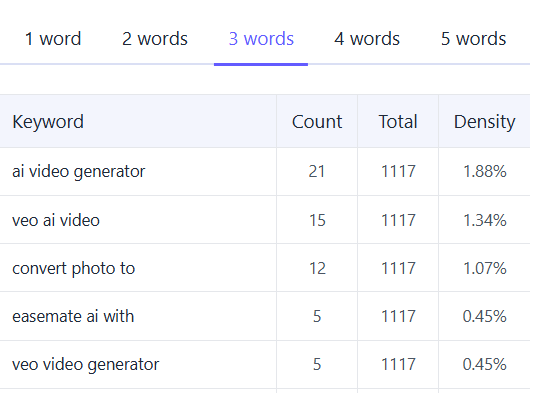 1 word 2 words 3 words 4 words 5 words
Keyword Count Total Density
ai video generator 21 1117 1.88%
veo ai video 15 1117 1.34%
convert photo to 12 1117 1.07%
easemate ai with 5 1117 0.45%
veo video generator 5 1117 0.45%